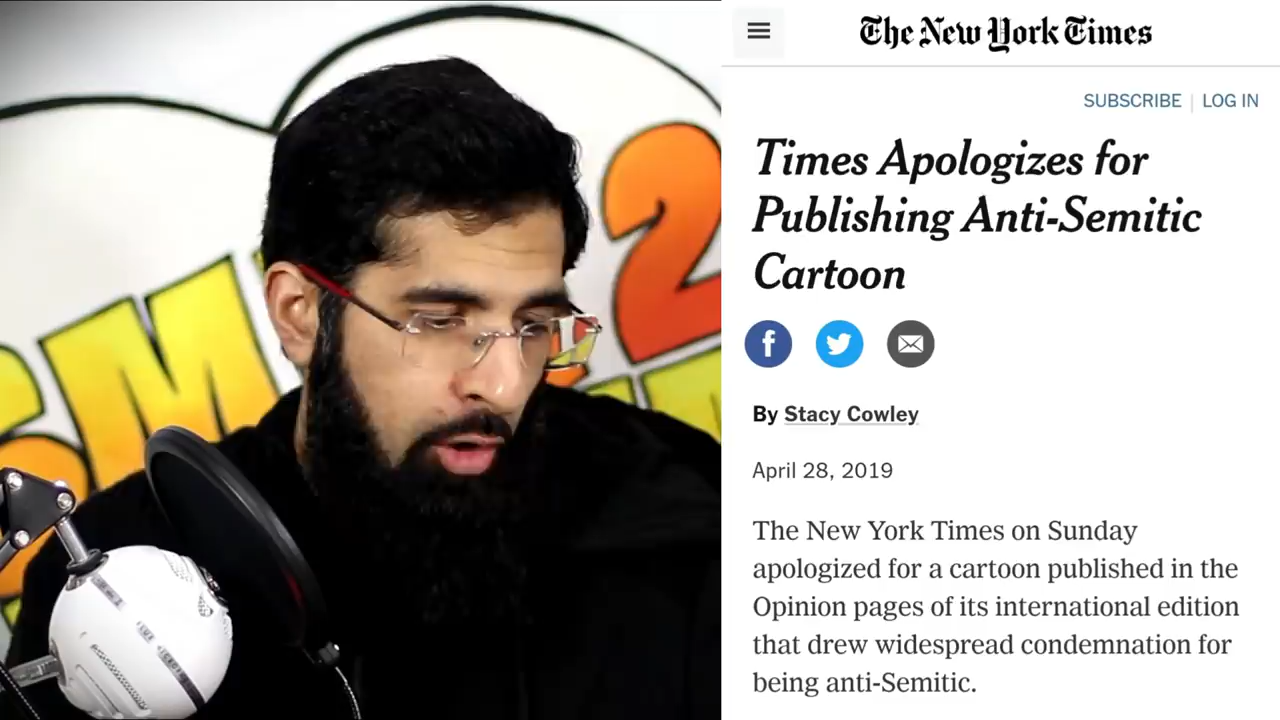 The New York Times
SUBSCRIBE | LOG IN
Times Apologizes for
Publishing Anti-Semitic
Cartoon
By Stacy Cowley
April 28, 2019
The New York Times on Sunday
apologized for a cartoon published in the
Opinion pages of its international edition
that drew widespread condemnation for
being anti-Semitic.